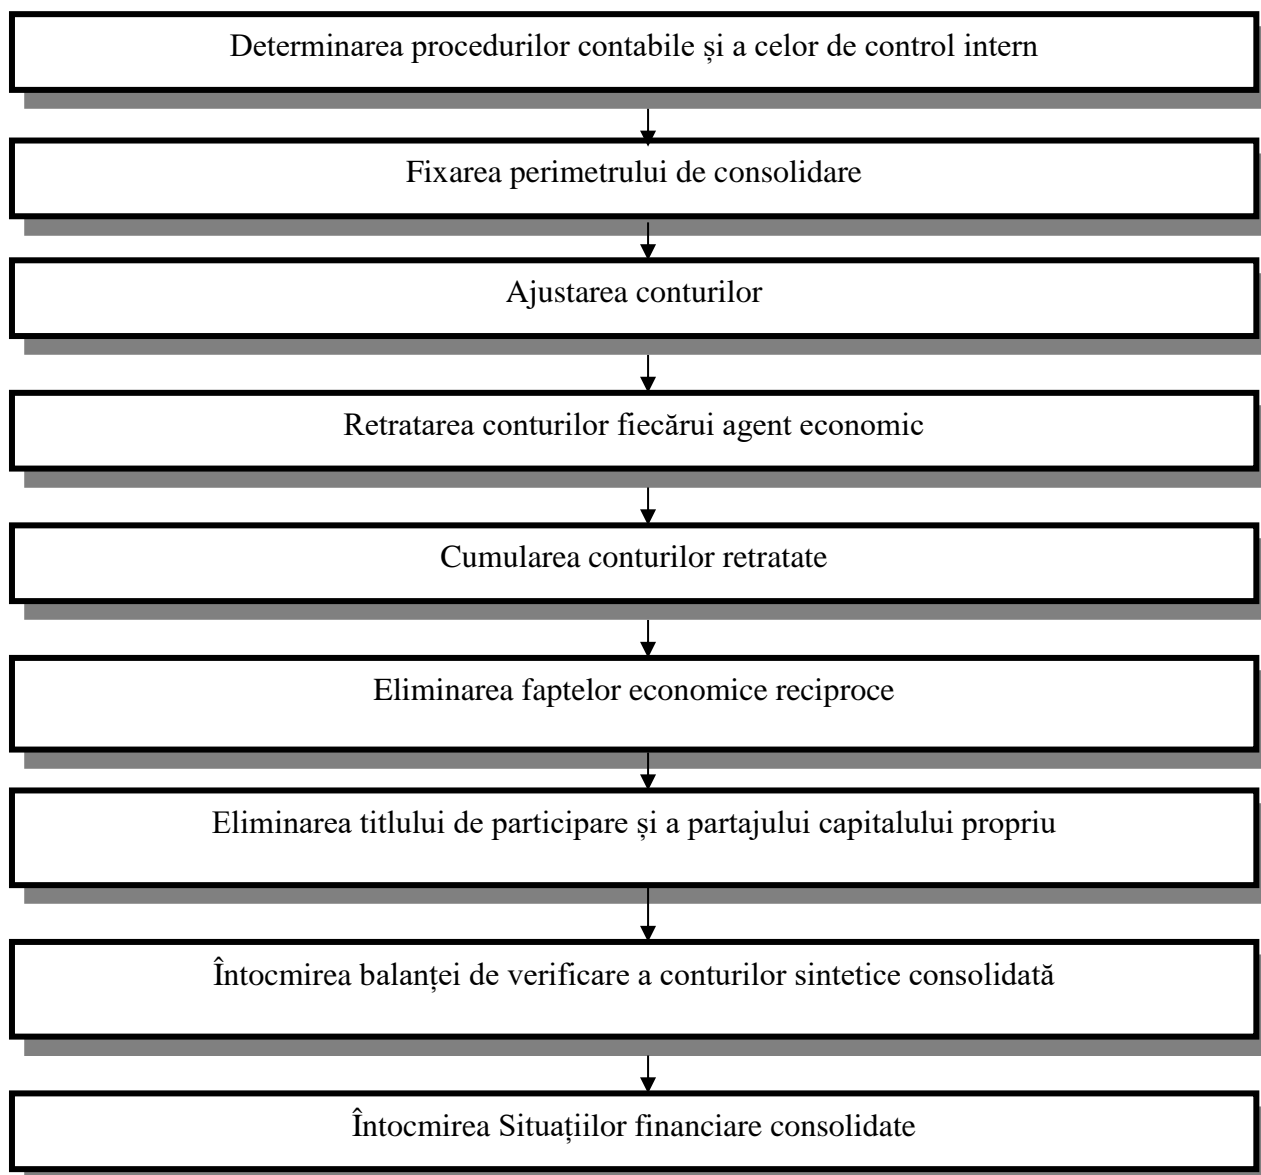 Determinarea procedurilor contabile și a celor de control intern
Fixarea perimetrului de consolidare
Ajustarea conturilor
Retratarea conturilor fiecărui agent economic
Cumularea conturilor retratate
Eliminarea faptelor economice reciproce
Eliminarea titlului de participare și a partajului capitalului propriu
Întocmirea balanței de verificare a conturilor sintetice consolidată
Întocmirea Situațiilor financiare consolidate